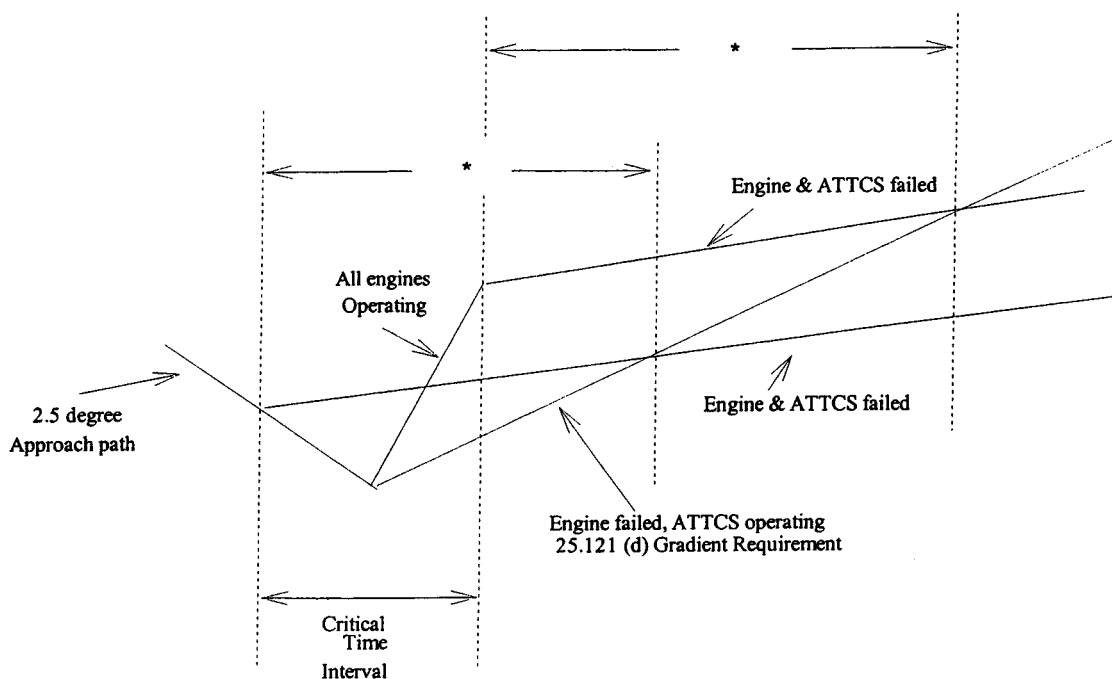 *
*
Engine & ATTCS failed
All engines
Operating
2.5 degree
Approach path
Engine & ATTCS failed
Engine failed, ATTCS operating
25.121 (d) Gradient Requirement
Critical
Time
Interval